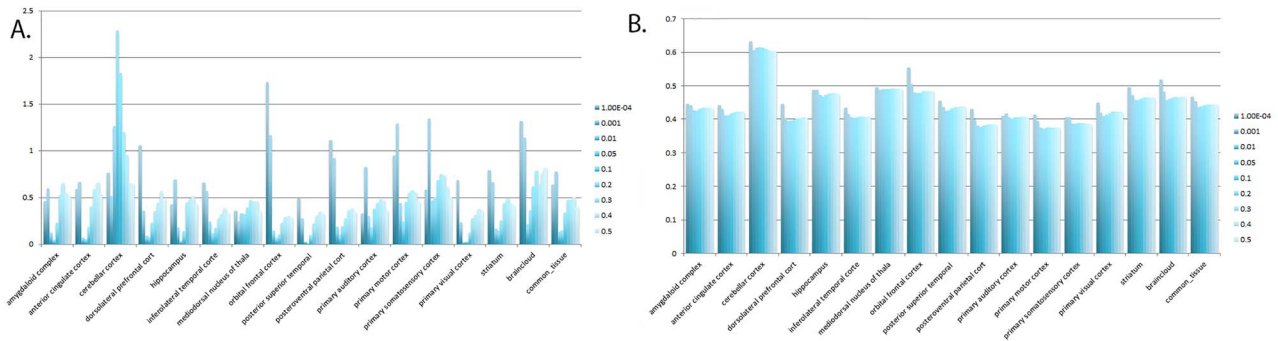 A.
2.5
2
1.5
1
0.5
0
amygdaloid complex
anterior cingulate cortex
cerebellar cortex
dorsolateral prefrontal cort
hippocampus
inferolateral temporal corte
mediodorsal nucleus of thala
orbital frontal cortex
posterior superior temporal
posteroventral parietal cort
primary auditory cortex
primary motor cortex
primary somatosensory cortex
primary visual cortex
striatum
braincloud
common_tissue
1.00E-04
0.001
0.01
0.05
0.1
0.2
0.3
0.4
0.5
B.
0.7
0.6
0.5
0.4
0.3
0.2
0.1
0
amygdaloid complex
anterior cingulate cortex
cerebellar cortex
dorsolateral prefrontal cort
hippocampus
inferolateral temporal corte
mediodorsal nucleus of thala
orbital frontal cortex
posterior superior temporal
posteroventral parietal cort
primary auditory cortex
primary motor cortex
primary somatosensory cortex
primary visual cortex
striatum
braincloud
common_tissue
1.00E-04
0.001
0.01
0.05
0.1
0.2
0.3
0.4
0.5